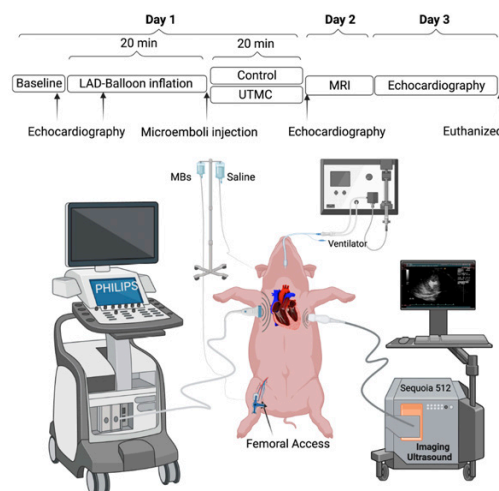 Day 1 Day 2 Day 3
20 min 20 min
Control
Baseline LAD-Balloon inflation MRI Echocardiography
UTMC
Echocardiography Microemboli injection Echocardiography Euthanized
MBs Saline
Ventilator
PHILIPS
Sequoia 512
Imaging
Ultrasound
Femoral Access